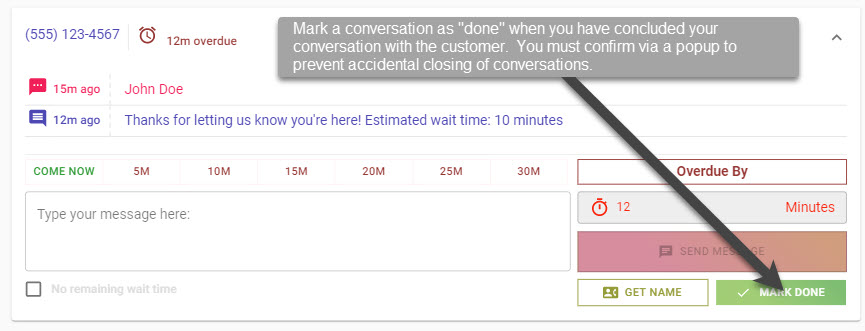 (555) 123-4567
12m overdue
Mark a conversation as "done" when you have concluded your
conversation with the customer.  You must confirm via a popup to
prevent accidental closing of conversations.
15m ago John Doe
12m ago Thanks for letting us know you're here! Estimated wait time: 10 minutes
COME NOW 5M 10M 15M 20M 25M 30M
Overdue By
Type your message here:
12 Minutes
SEND MESSAGE
No remaining wait time
GET NAME
MARK DONE